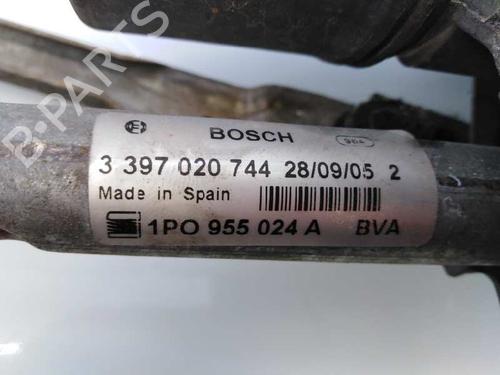 B-PARTS
BOSCH
3 397 020 744 28/09/05 2
Made in Spain
1PO 955 024 A BVA